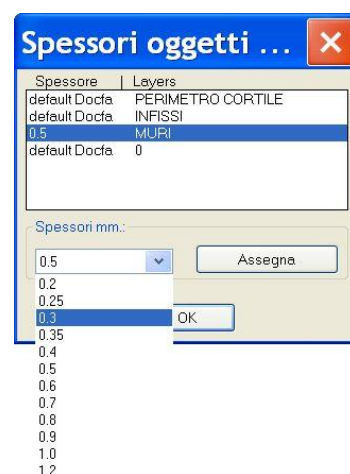 Spessori oggetti ...
Spessore | Layers
default Docfa PERIMETRO CORTILE
default Docfa INFISSI
0.5 MURI
default Docfa 0
Spessori mm.:
0.5 Assegna
0.2
0.25
0.3 OK
0.35
0.4
0.5
0.6
0.7
0.8
0.9
1.0
1.2